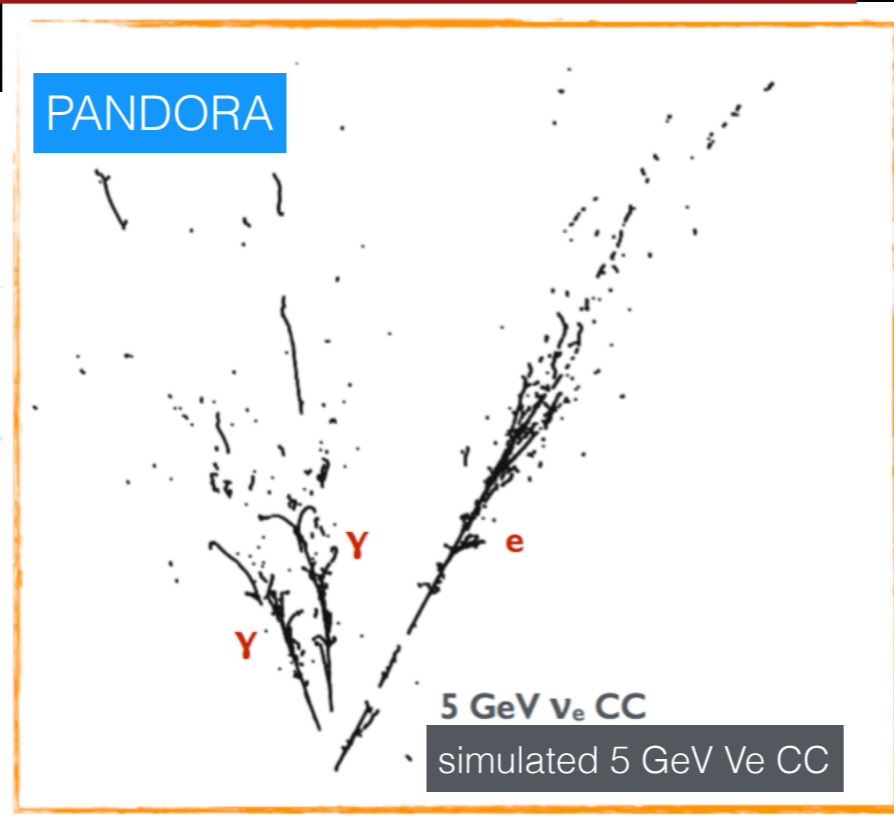 PANDORA
γ
e
γ
5 GeV νₑ CC
simulated 5 GeV Ve CC